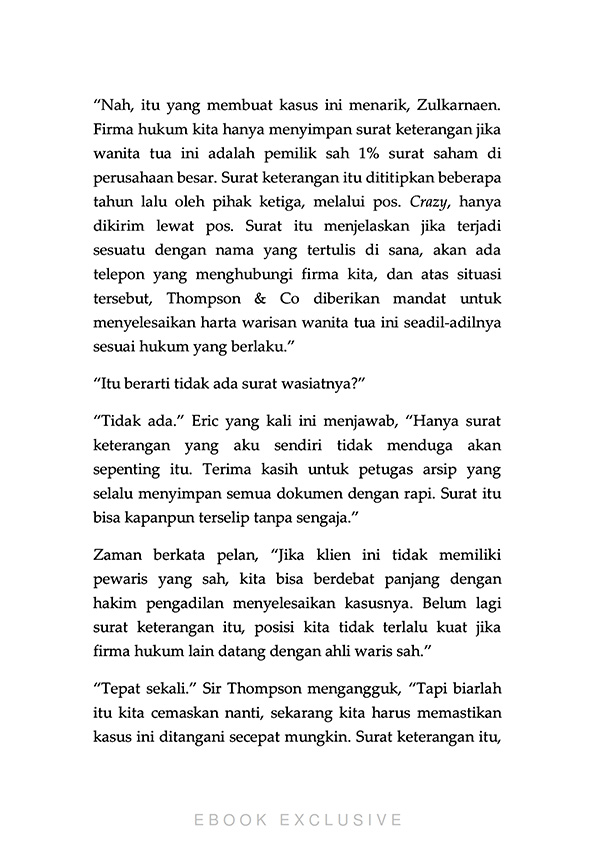 “Nah, itu yang membuat kasus ini menarik, Zulkarnaen.
Firma hukum kita hanya menyimpan surat keterangan jika
wanita tua ini adalah pemilik sah 1% surat saham di
perusahaan besar. Surat keterangan itu dititipkan beberapa
tahun lalu oleh pihak ketiga, melalui pos. Crazy, hanya
dikirim lewat pos. Surat itu menjelaskan jika terjadi
sesuatu dengan nama yang tertulis di sana, akan ada
telepon yang menghubungi firma kita, dan atas situasi
tersebut, Thompson & Co diberikan mandat untuk
menyelesaikan harta warisan wanita tua ini seadil-adilnya
sesuai hukum yang berlaku.”
“Itu berarti tidak ada surat wasiatnya?”
“Tidak ada.” Eric yang kali ini menjawab, “Hanya surat
keterangan yang aku sendiri tidak menduga akan
sepenting itu. Terima kasih untuk petugas arsip yang
selalu menyimpan semua dokumen dengan rapi. Surat itu
bisa kapanpun terselip tanpa sengaja.”
Zaman berkata pelan, “Jika klien ini tidak memiliki
pewaris yang sah, kita bisa berdebat panjang dengan
hakim pengadilan menyelesaikan kasusnya. Belum lagi
surat keterangan itu, posisi kita tidak terlalu kuat jika
firma hukum lain datang dengan ahli waris sah.”
“Tepat sekali.” Sir Thompson mengangguk, “Tapi biarlah
itu kita cemaskan nanti, sekarang kita harus memastikan
kasus ini ditangani secepat mungkin. Surat keterangan itu,
EBOOK EXCLUSIVE